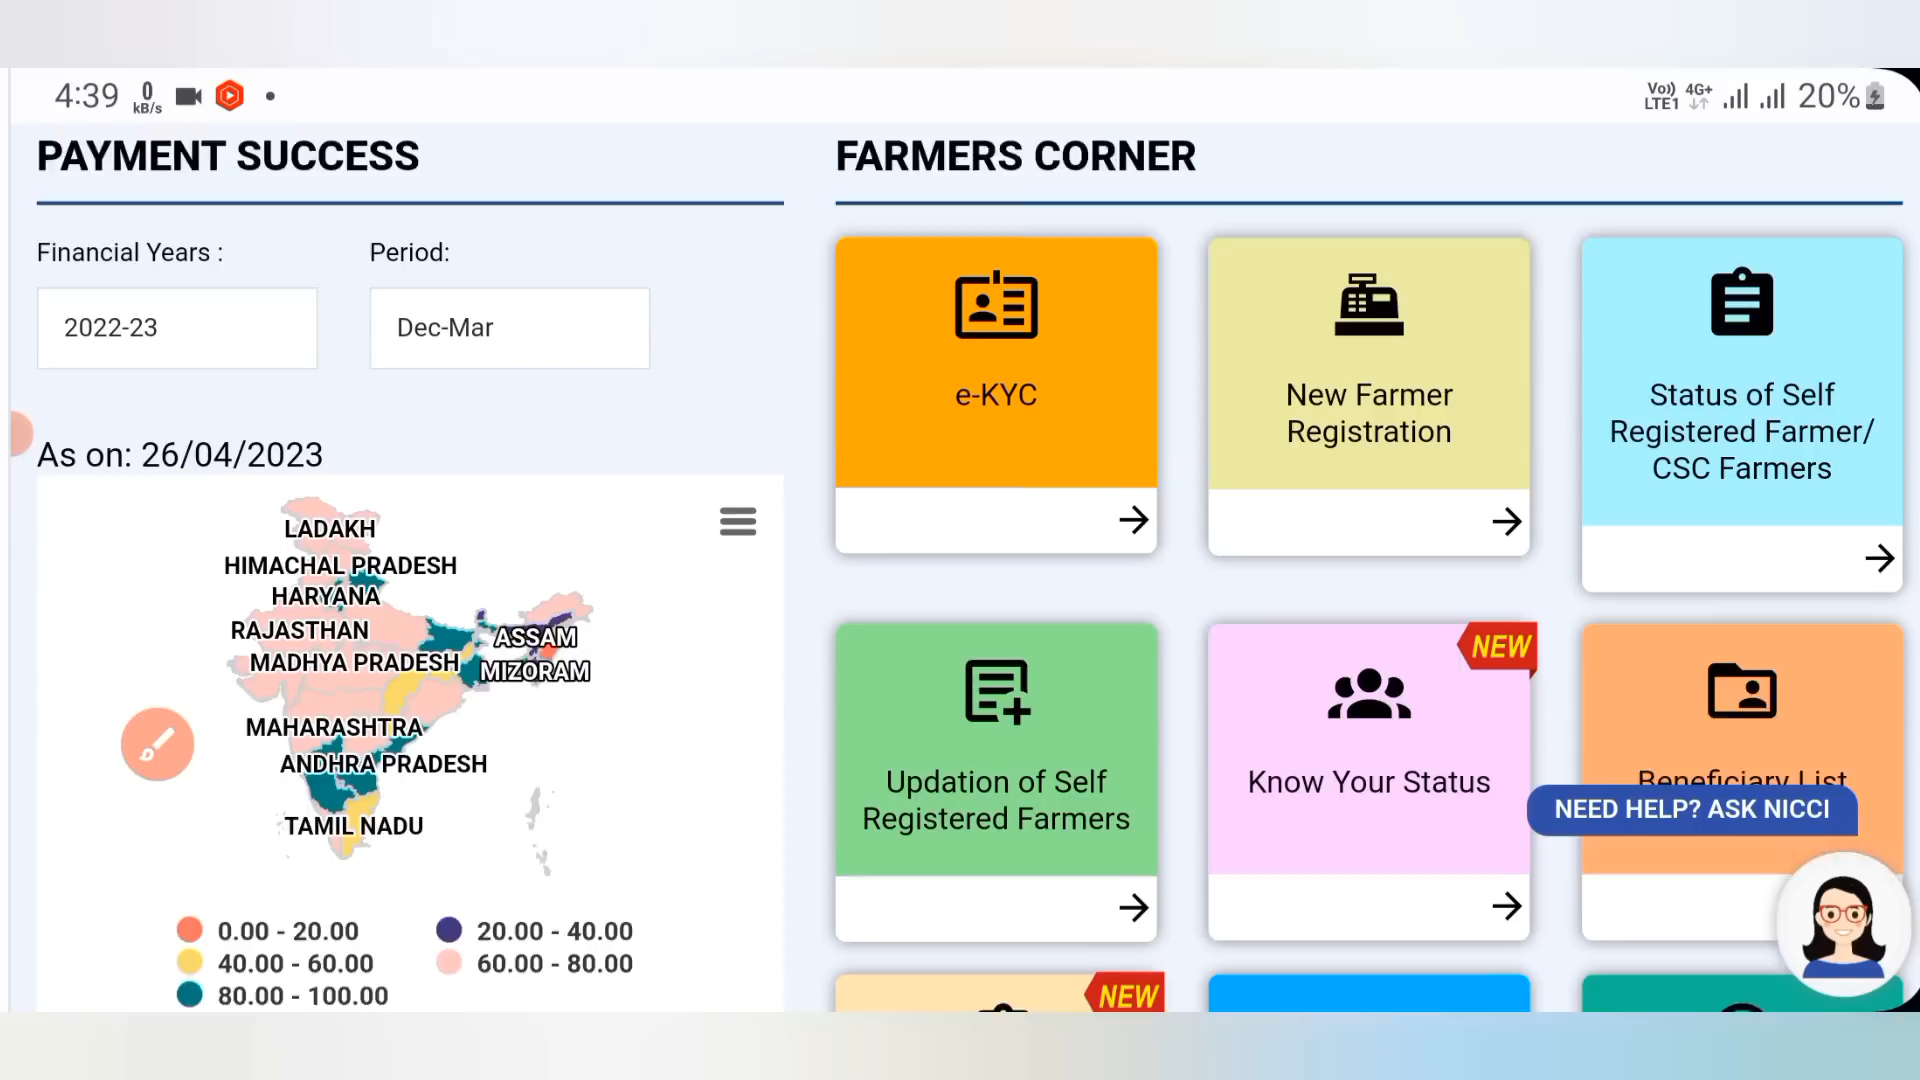 4:39
0
kB/s
Vo))
LTE1
4G+
20%
PAYMENT SUCCESS
FARMERS CORNER
Financial Years :
Period:
2022-23
Dec-Mar
As on: 26/04/2023
LADAKH
HIMACHAL PRADESH
HARYANA
RAJASTHAN
ASSAM
MADHYA PRADESH
MIZORAM
MAHARASHTRA
ANDHRA PRADESH
TAMIL NADU
0.00 - 20.00
20.00 - 40.00
40.00 - 60.00
60.00 - 80.00
80.00 - 100.00
e-KYC
New Farmer
Registration
Status of Self
Registered Farmer/
CSC Farmers
Updation of Self
Registered Farmers
NEW
Know Your Status
Beneficiary List
NEED HELP? ASK NICCI
NEW